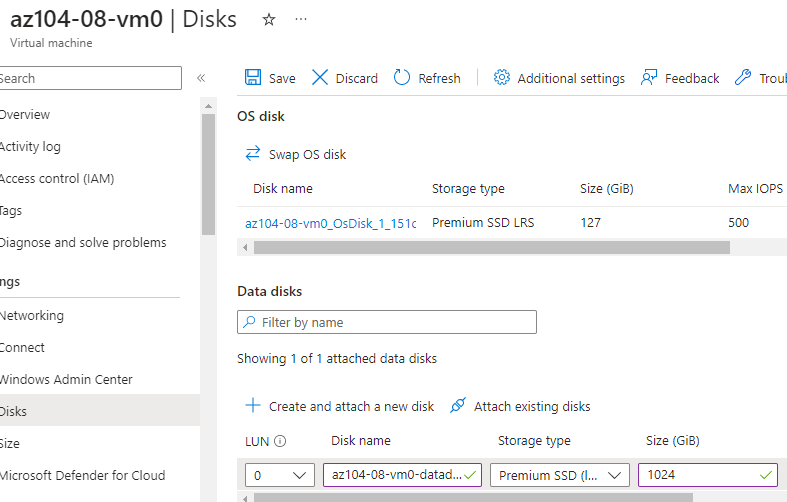 az104-08-vm0 | Disks
Virtual machine
Search
Save Discard Refresh Additional settings Feedback Trou
Overview
Activity log
Access control (IAM)
Tags
Diagnose and solve problems
ngs
Networking
Connect
Windows Admin Center
Disks
Size
Microsoft Defender for Cloud
OS disk
Swap OS disk
Disk name Storage type Size (GiB) Max IOPS
az104-08-vm0_OsDisk_1_151c Premium SSD LRS 127 500
Data disks
Filter by name
Showing 1 of 1 attached data disks
Create and attach a new disk Attach existing disks
LUN Disk name Storage type Size (GiB)
0 az104-08-vm0-datad... Premium SSD (l... 1024